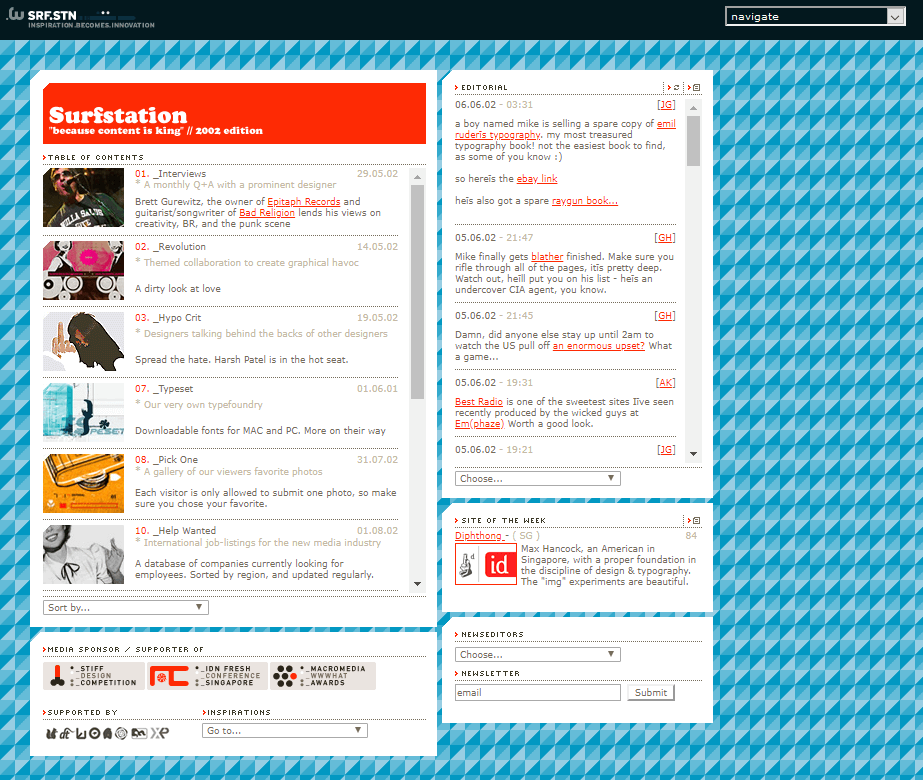 SRF.STN
INSPIRATION.BECOMES.INNOVATION
navigate
Surfstation
"because content is king" // 2002 edition
TABLE OF CONTENTS
01. _Interviews 29.05.02
* A monthly Q+A with a prominent designer
Brett Gurewitz, the owner of Epitaph Records and
guitarist/songwriter of Bad Religion lends his views on
creativity, BR, and the punk scene
02. _Revolution 14.05.02
* Themed collaboration to create graphical havoc
A dirty look at love
03. _Hypo Crit 19.05.02
* Designers talking behind the backs of other designers
Spread the hate. Harsh Patel is in the hot seat.
07. _Typeset 01.06.01
* Our very own typefoundry
Downloadable fonts for MAC and PC. More on their way
08. _Pick One 31.07.02
* A gallery of our viewers favorite photos
Each visitor is only allowed to submit one photo, so make
sure you chose your favorite.
10. _Help Wanted 01.08.02
* International job-listings for the new media industry
A database of companies currently looking for
employees. Sorted by region, and updated regularly.
Sort by...
MEDIA SPONSOR / SUPPORTER OF
*_STIFF
_DESIGN
_COMPETITION
*_IDN FRESH
_CONFERENCE
_SINGAPORE
*_MACROMEDIA
_WWWHAT
_AWARDS
SUPPORTED BY
INSPIRATIONS
Go to...
EDITORIAL
06.06.02 - 03:31 [JG]
a boy named mike is selling a spare copy of emil
ruderīs typography. my most treasured
typography book! not the easiest book to find,
as some of you know :)
so hereīs the ebay link
heīs also got a spare raygun book...
05.06.02 - 21:47 [GH]
Mike finally gets blather finished. Make sure you
rifle through all of the pages, itīs pretty deep.
Watch out, heīll put you on his list - heīs an
undercover CIA agent, you know.
05.06.02 - 21:45 [GH]
Damn, did anyone else stay up until 2am to
watch the US pull off an enormous upset? What
a game...
05.06.02 - 19:31 [AK]
Best Radio is one of the sweetest sites Iīve seen
recently produced by the wicked guys at
Em(phaze) Worth a good look.
05.06.02 - 19:21 [JG]
Choose...
SITE OF THE WEEK
Diphthong - ( SG ) 84
id
Max Hancock, an American in
Singapore, with a proper foundation in
the discipline of design & typography.
The "img" experiments are beautiful.
NEWSEDITORS
Choose...
NEWSLETTER
email
Submit